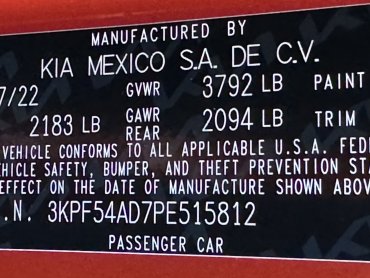 MANUFACTURED BY
KIA MEXICO S.A. DE C.V.
7/22 GVWR 3792 LB PAINT
2183 LB GAWR REAR 2094 LB TRIM
VEHICLE CONFORMS TO ALL APPLICABLE U.S.A. FED
EHICLE SAFETY, BUMPER, AND THEFT PREVENTION STA
EFFECT ON THE DATE OF MANUFACTURE SHOWN ABOV
.N. 3KPF54AD7PE515812
PASSENGER CAR